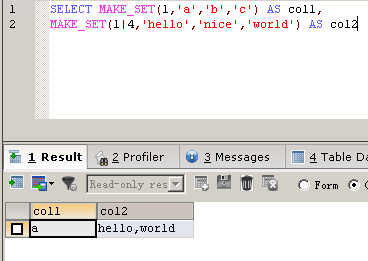 1 SELECT MAKE_SET(1,'a','b','c') AS col1,
2 MAKE_SET(1|4,'hello','nice','world') AS col2
1 Result 2 Profiler 3 Messages 4 Table Da
Read-only res Form
col1 col2
a hello,world